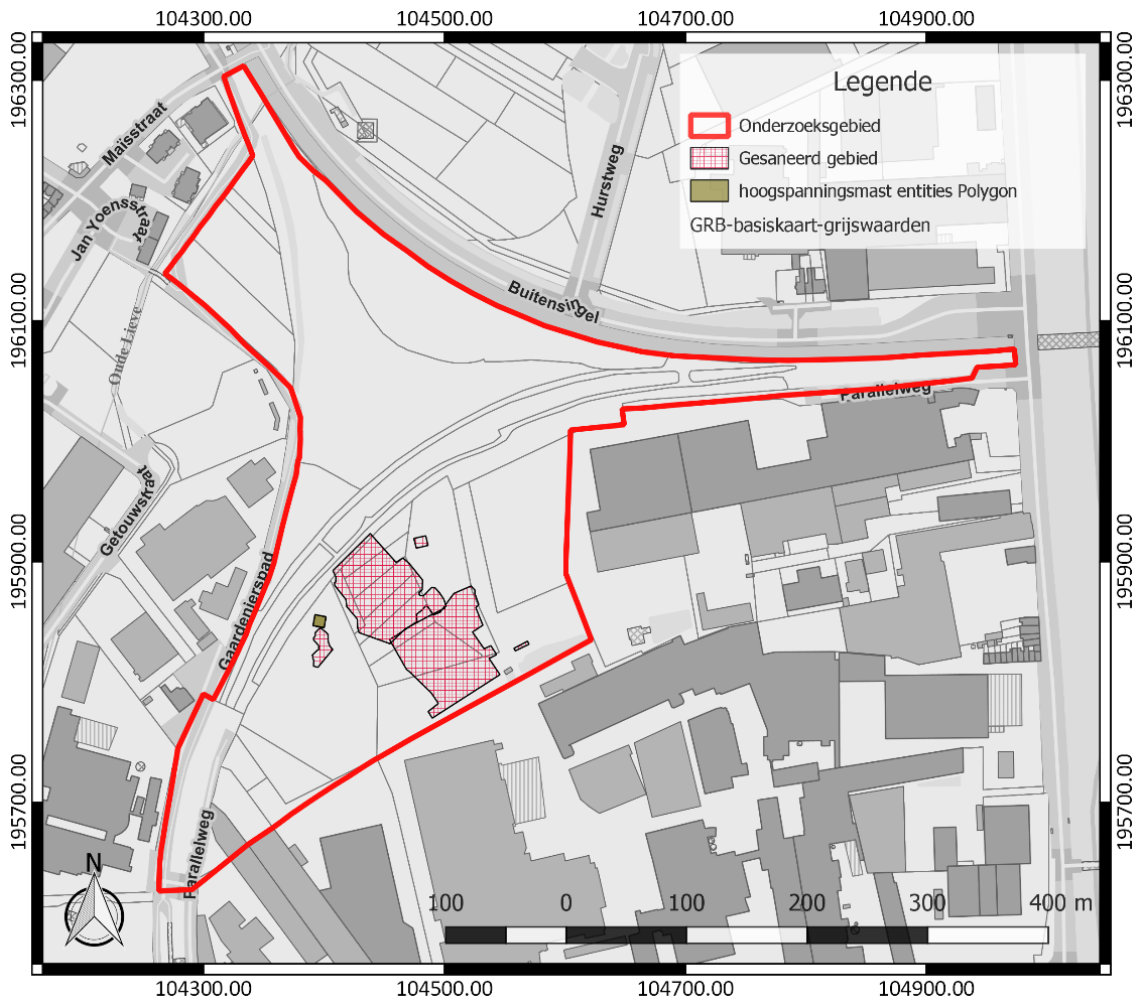 104300.00 104500.00 104700.00 104900.00
196300.00
196300.00
Legende
Onderzoeksgebied
Gesaneerd gebied
hoogspanningsmast entities Polygon
GRB-basiskaart-grijswaarden
Maïsstraat
Hurstweg
Jan Yoensstraat
Buitensingel
196100.00
196100.00
Oude Lieve
Parallelweg
Getouwstraat
195900.00
195900.00
Gaardenierspad
195700.00
195700.00
Parallelweg
N
100 0 100 200 300 400 m
104300.00 104500.00 104700.00 104900.00